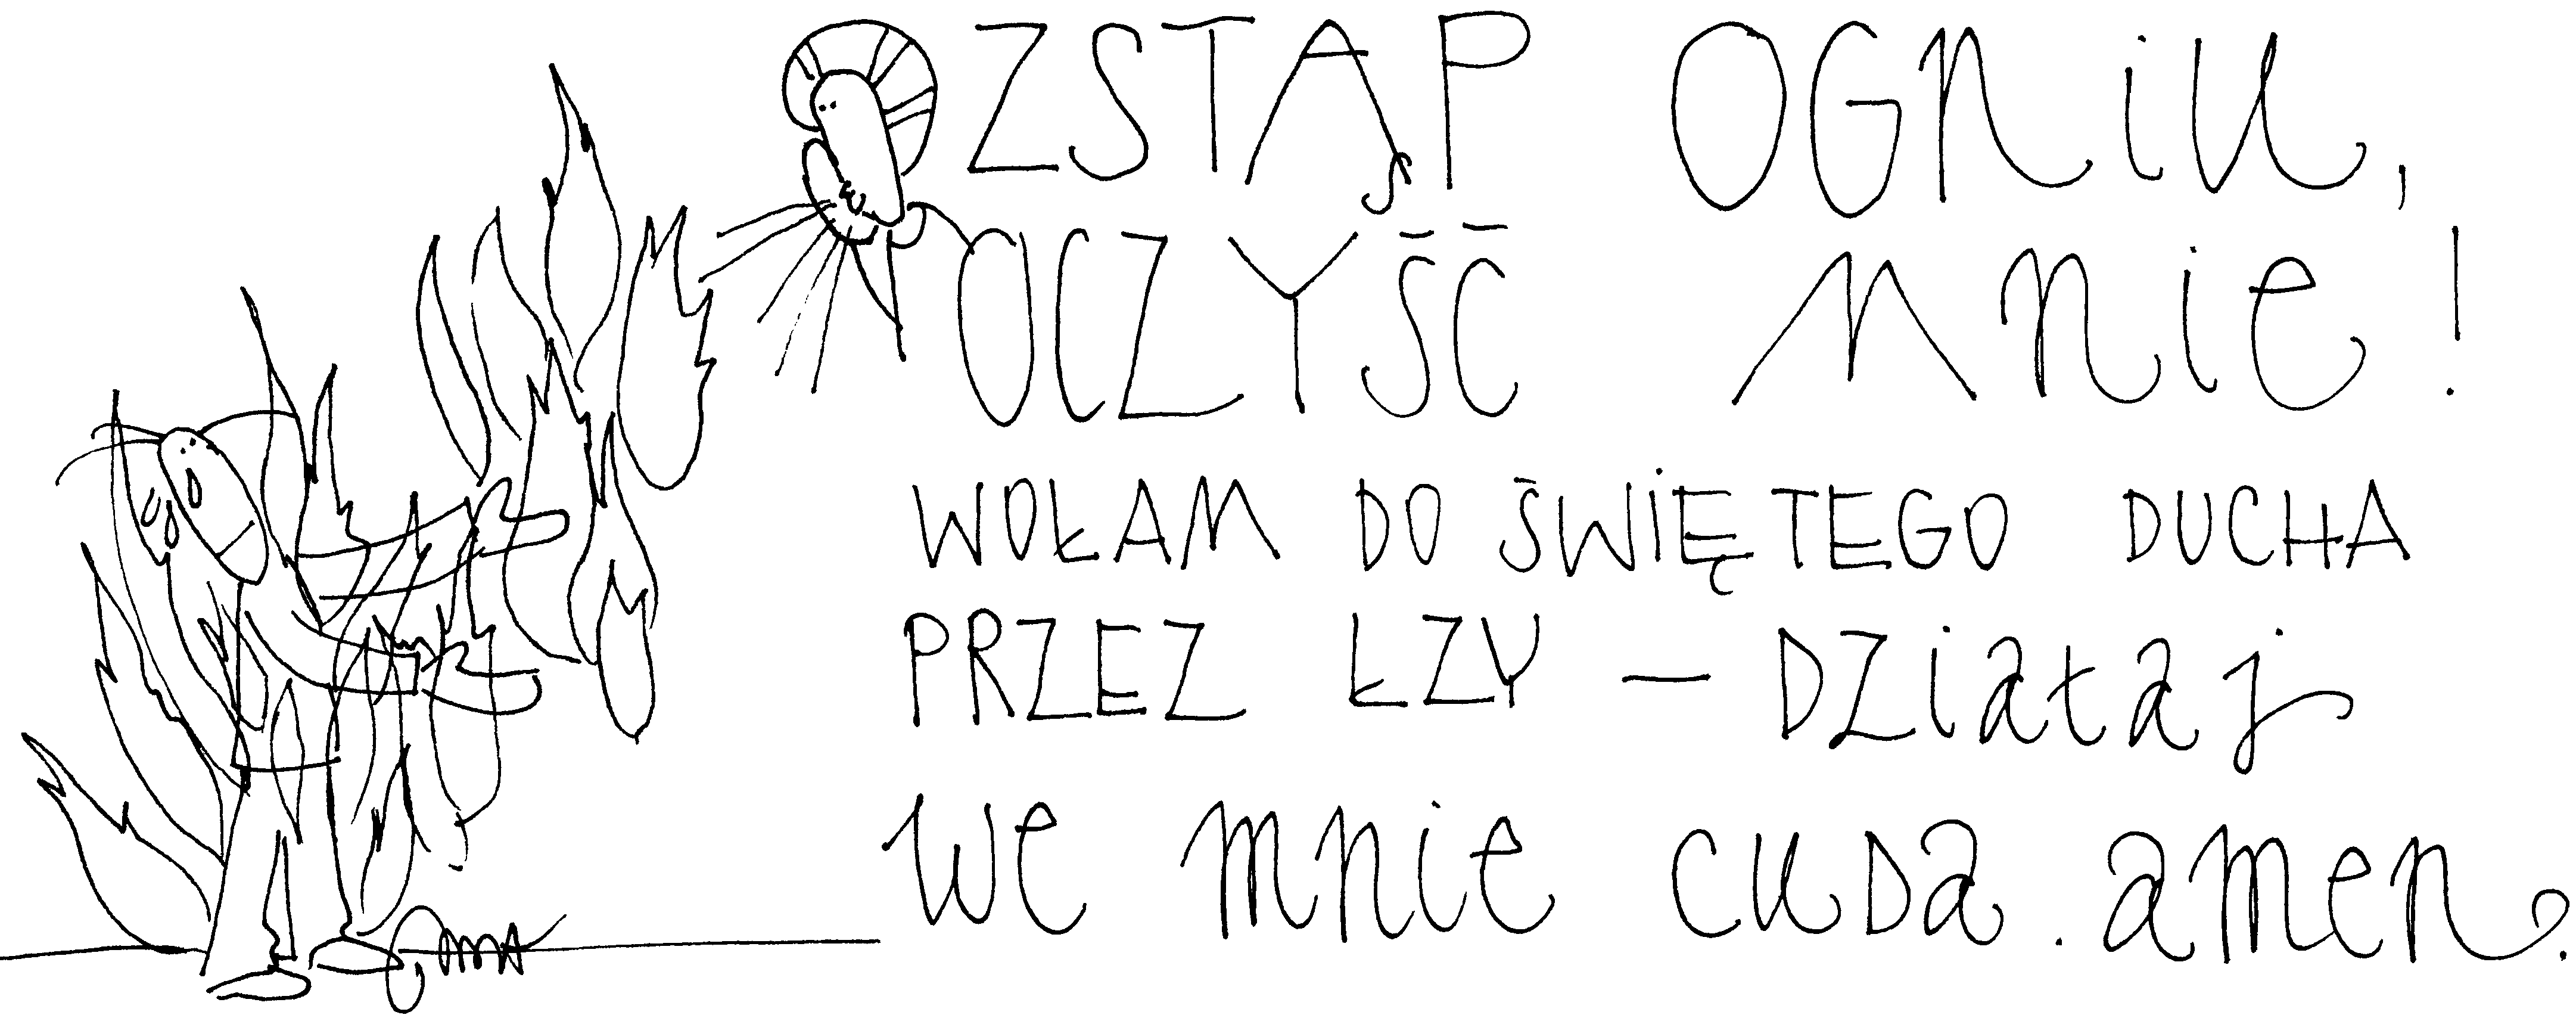 ZSTĄP OGNIU,
OCZYŚĆ MNIE!
WOŁAM DO ŚWIĘTEGO DUCHA
PRZEZ ŁZY — DZIAŁAJ
WE MNIE CUDA. AMEN.